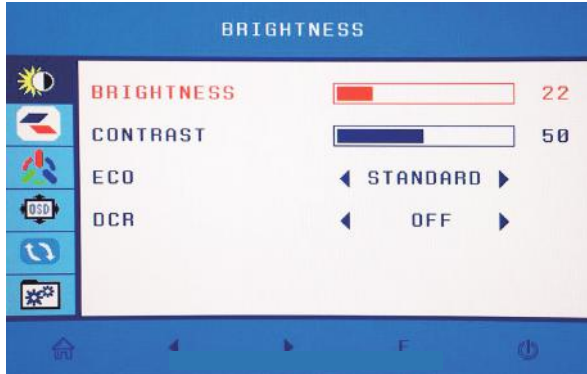 BRIGHTNESS
BRIGHTNESS 22
CONTRAST 50
ECO STANDARD
DCR OFF
OSD
E